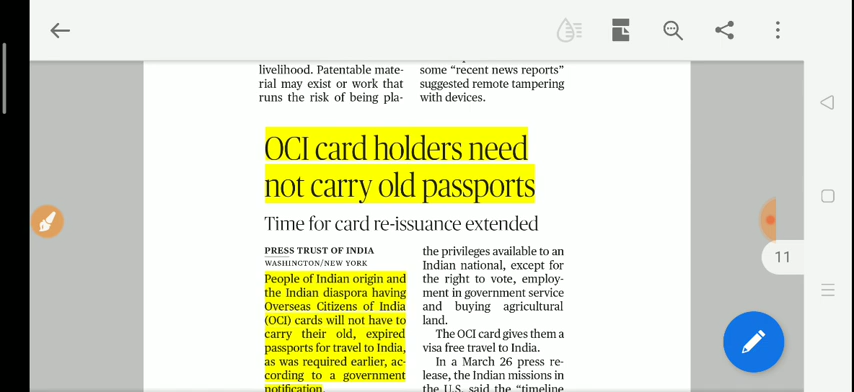 livelihood. Patentable mate-
rial may exist or work that
runs the risk of being pla-
some “recent news reports”
suggested remote tampering
with devices.
OCI card holders need
not carry old passports
Time for card re-issuance extended
PRESS TRUST OF INDIA
WASHINGTON/NEW YORK
People of Indian origin and
the Indian diaspora having
Overseas Citizens of India
(OCI) cards will not have to
carry their old, expired
passports for travel to India,
as was required earlier, ac-
cording to a government
notification.
the privileges available to an
Indian national, except for
the right to vote, employ-
ment in government service
and buying agricultural
land.
The OCI card gives them a
visa free travel to India.
In a March 26 press re-
lease, the Indian missions in
the U.S. said the “timeline
11